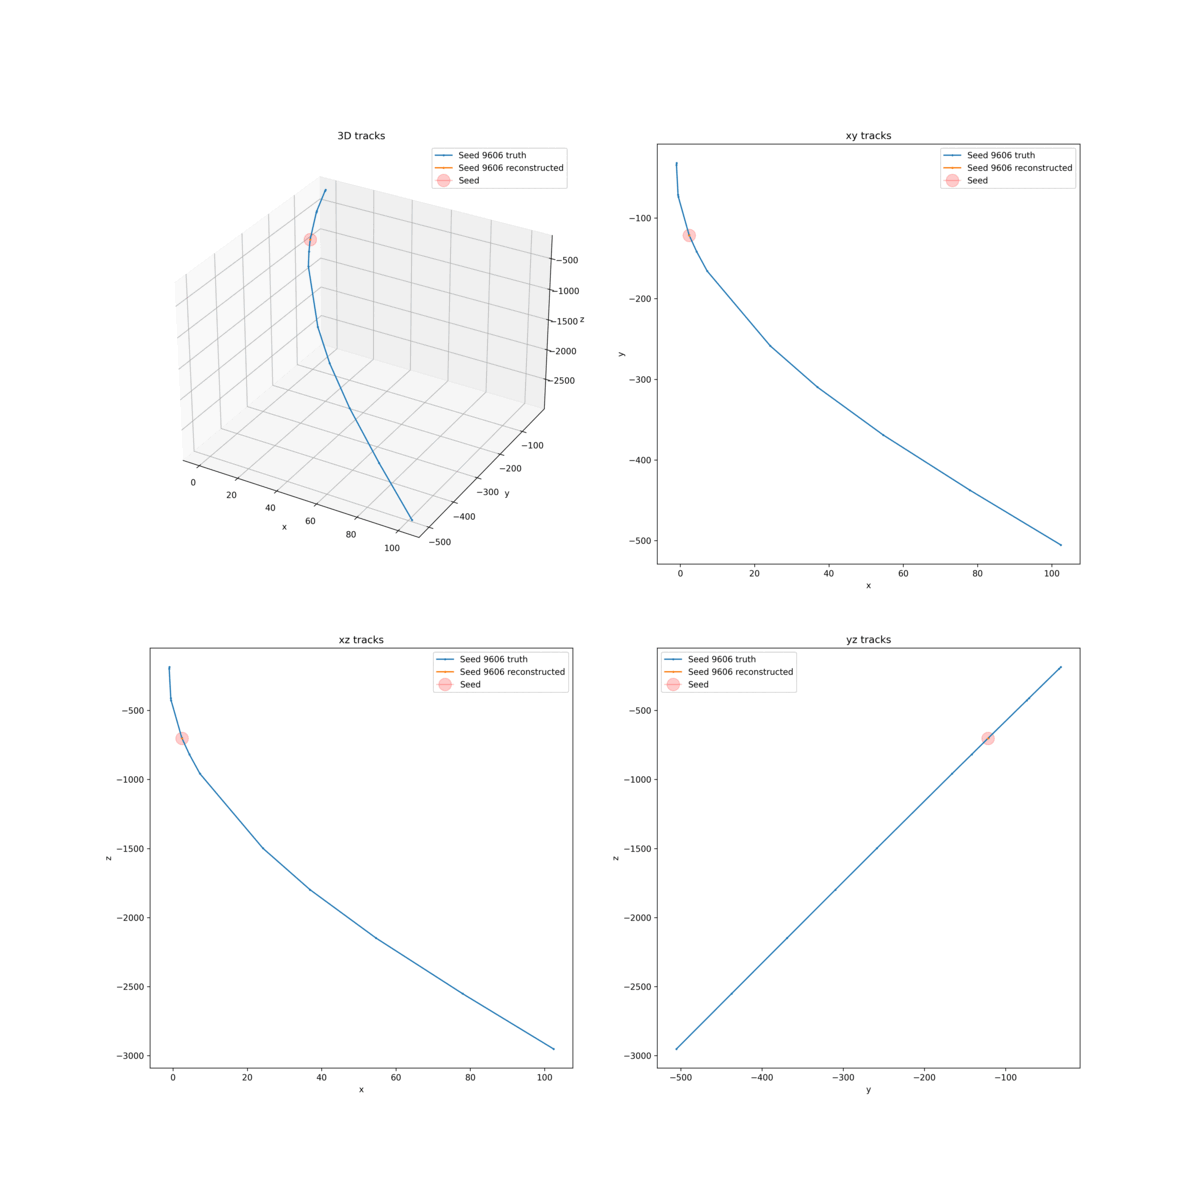 3D tracks
Seed 9606 truth
Seed 9606 reconstructed
Seed
−500
−1000
−1500
−2000
−2500
z
−100
−200
−300
−400
−500
y
0
20
40
60
80
100
x
xy tracks
Seed 9606 truth
Seed 9606 reconstructed
Seed
−100
−200
−300
−400
−500
y
0 20 40 60 80 100
x
xz tracks
Seed 9606 truth
Seed 9606 reconstructed
Seed
−500
−1000
−1500
−2000
−2500
−3000
z
0 20 40 60 80 100
x
yz tracks
Seed 9606 truth
Seed 9606 reconstructed
Seed
−500
−1000
−1500
−2000
−2500
−3000
z
−500 −400 −300 −200 −100
y